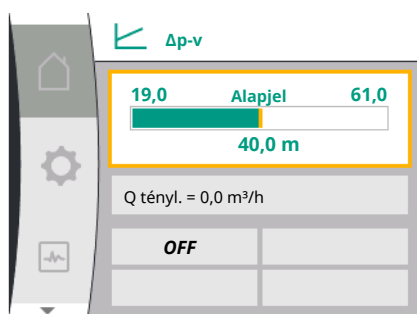 Δp-v
19,0 Alapjel 61,0
40,0 m
Q tényl. = 0,0 m³/h
OFF